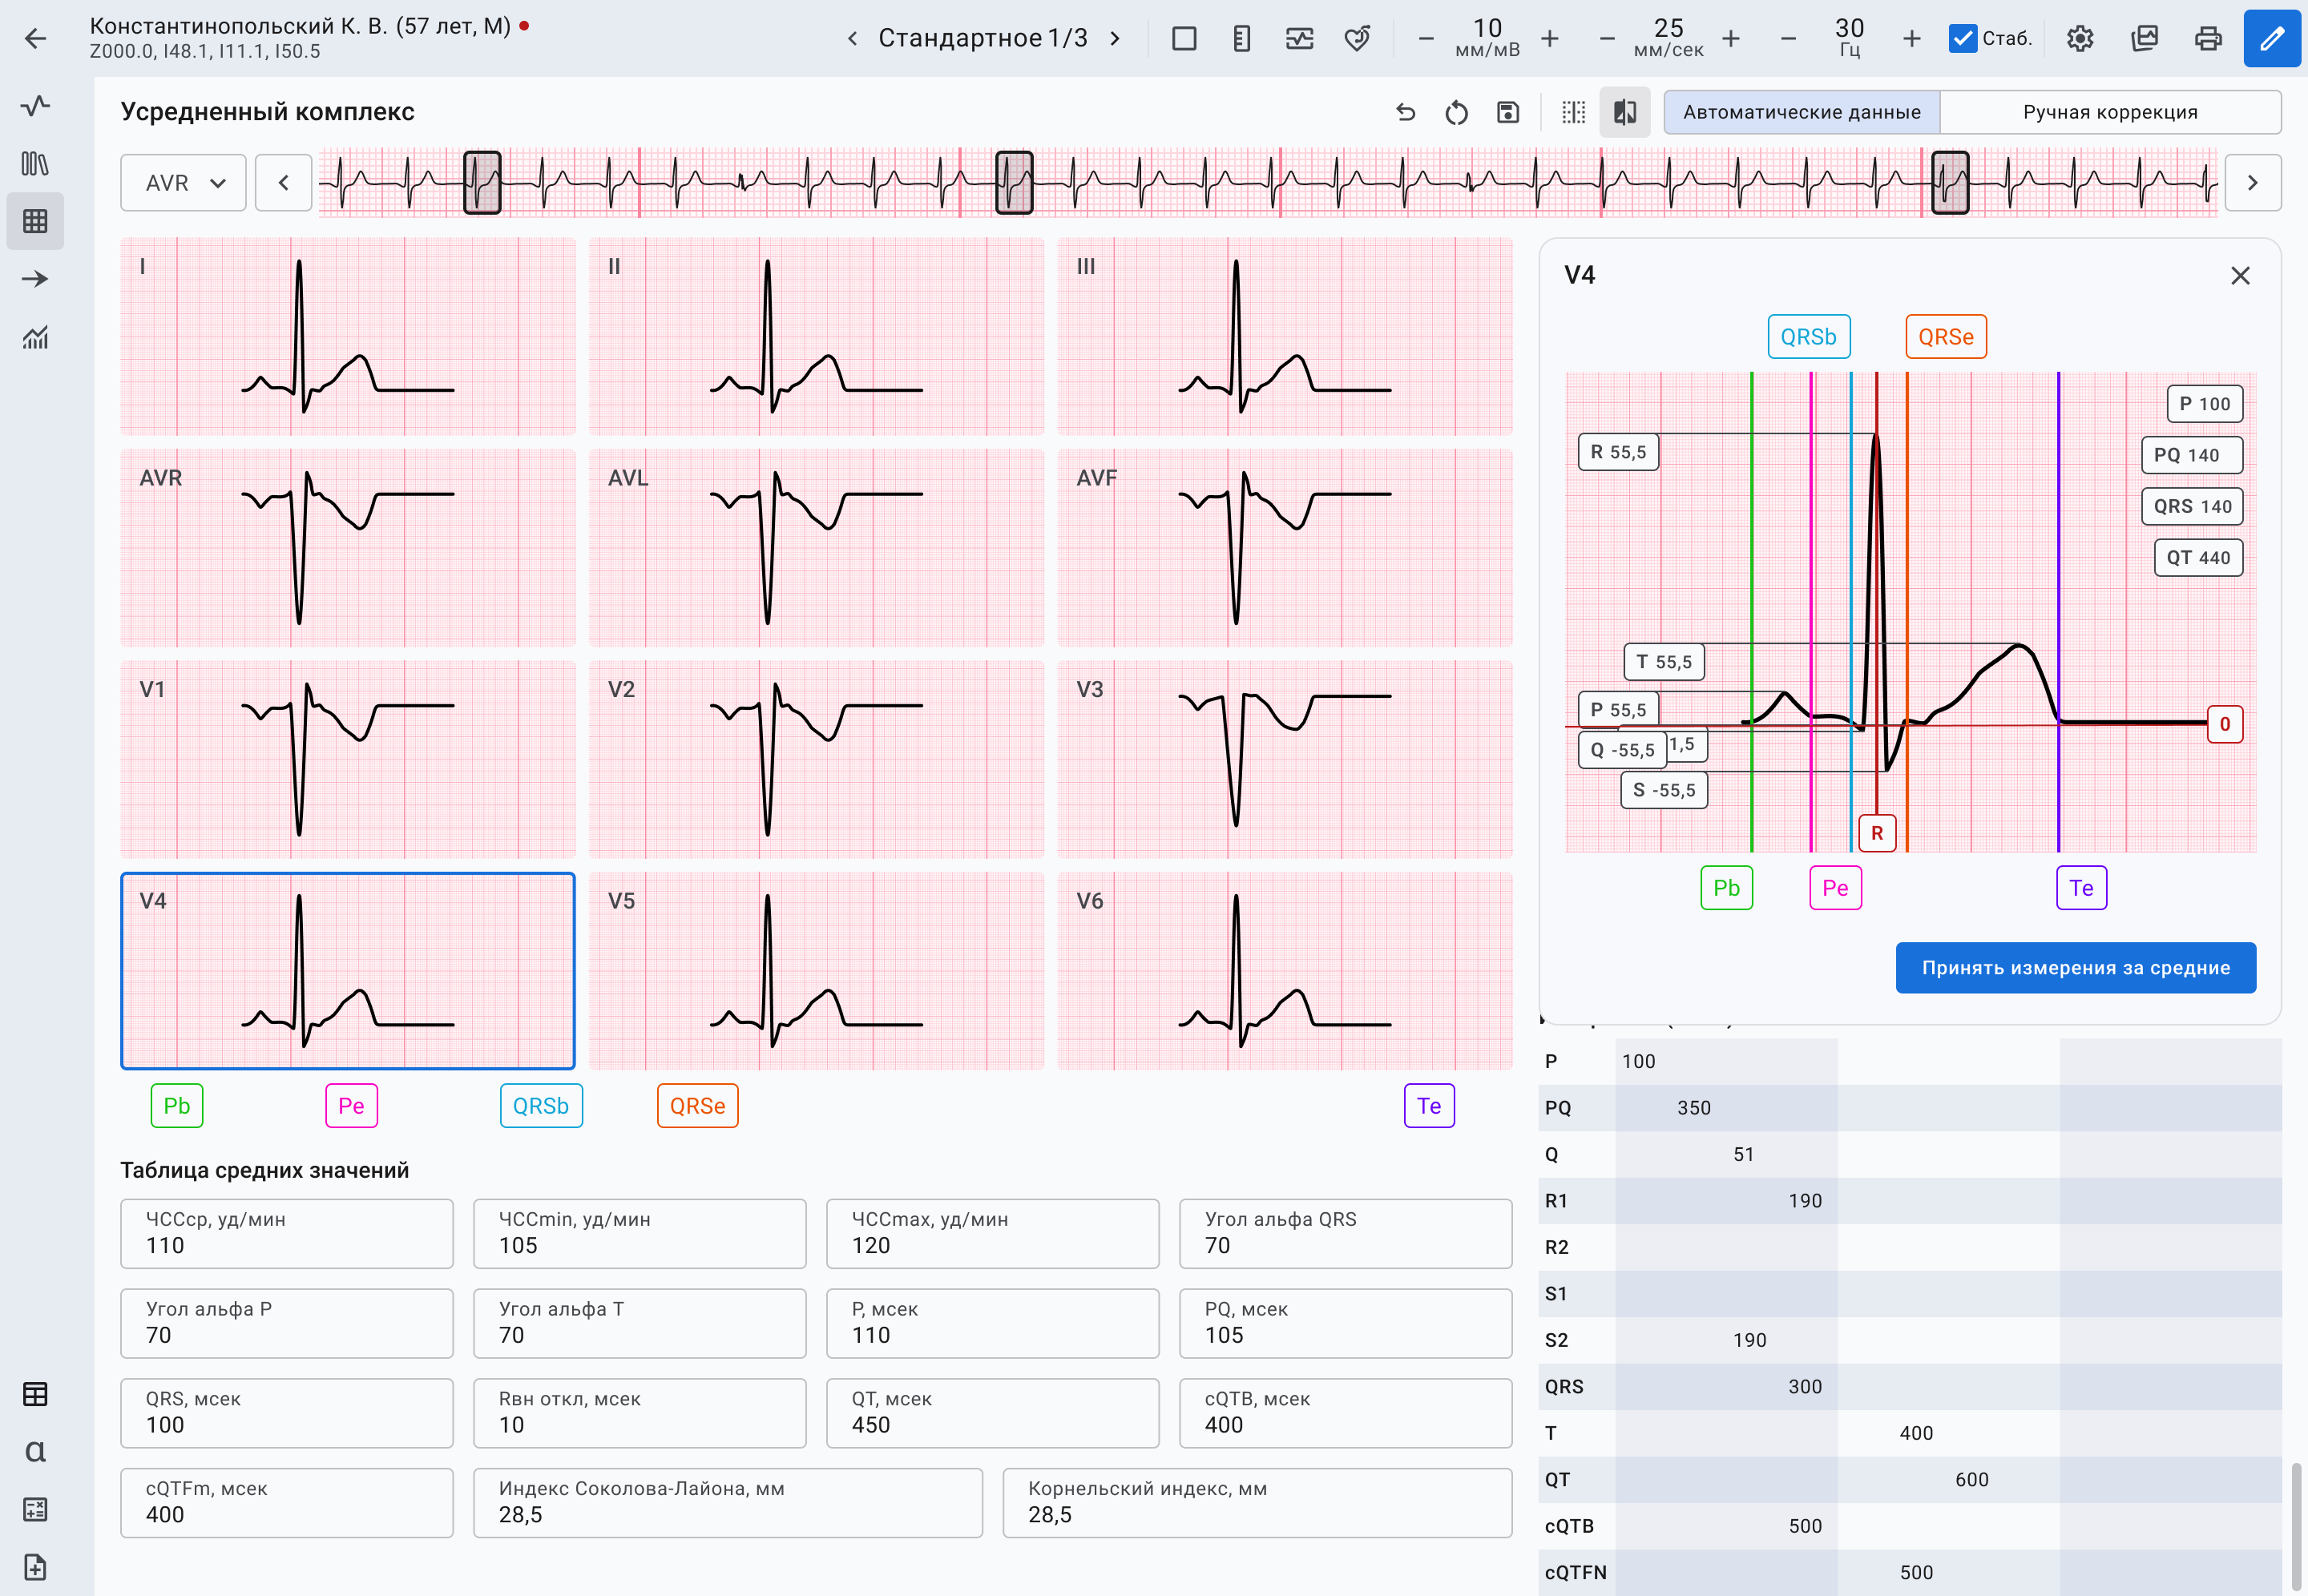 Константинопольский К. В. (57 лет, М)
Z000.0, I48.1, I11.1, I50.5
Стандартное 1/3
10
мм/мВ
25
мм/сек
30
Гц
Стаб.
Усредненный комплекс
Автоматические данные
Ручная коррекция
AVR
I
II
III
AVR
AVL
AVF
V1
V2
V3
V4
V5
V6
Pb
Pe
QRSb
QRSe
Te
V4
QRSb
QRSe
P 100
R 55,5
PQ 140
QRS 140
QT 440
T 55,5
P 55,5
0
Q -55,5
1,5
S -55,5
R
Pb
Pe
Te
Принять измерения за средние
Таблица средних значений
ЧССср, уд/мин
110
ЧССmin, уд/мин
105
ЧССmax, уд/мин
120
Угол альфа QRS
70
Угол альфа P
70
Угол альфа T
70
P, мсек
110
PQ, мсек
105
QRS, мсек
100
Rвн откл, мсек
10
QT, мсек
450
cQTB, мсек
400
cQTFm, мсек
400
Индекс Соколова-Лайона, мм
28,5
Корнельский индекс, мм
28,5
P 100
PQ 350
Q 51
R1 190
R2
S1
S2 190
QRS 300
T 400
QT 600
cQTB 500
cQTFN 500
α